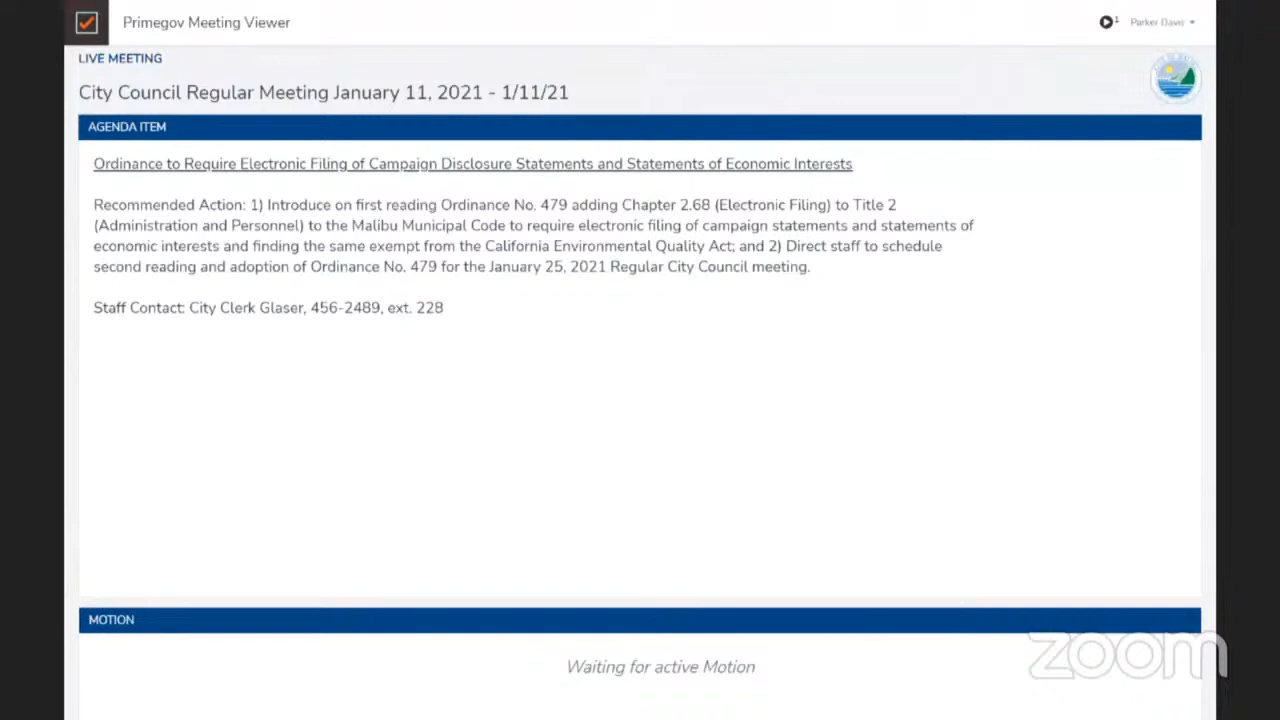 Primegov Meeting Viewer
1
Parker Davis
LIVE MEETING
City Council Regular Meeting January 11, 2021 - 1/11/21
AGENDA ITEM
Ordinance to Require Electronic Filing of Campaign Disclosure Statements and Statements of Economic Interests
Recommended Action: 1) Introduce on first reading Ordinance No. 479 adding Chapter 2.68 (Electronic Filing) to Title 2
(Administration and Personnel) to the Malibu Municipal Code to require electronic filing of campaign statements and statements of
economic interests and finding the same exempt from the California Environmental Quality Act; and 2) Direct staff to schedule
second reading and adoption of Ordinance No. 479 for the January 25, 2021 Regular City Council meeting.
Staff Contact: City Clerk Glaser, 456-2489, ext. 228
MOTION
Waiting for active Motion
zoom